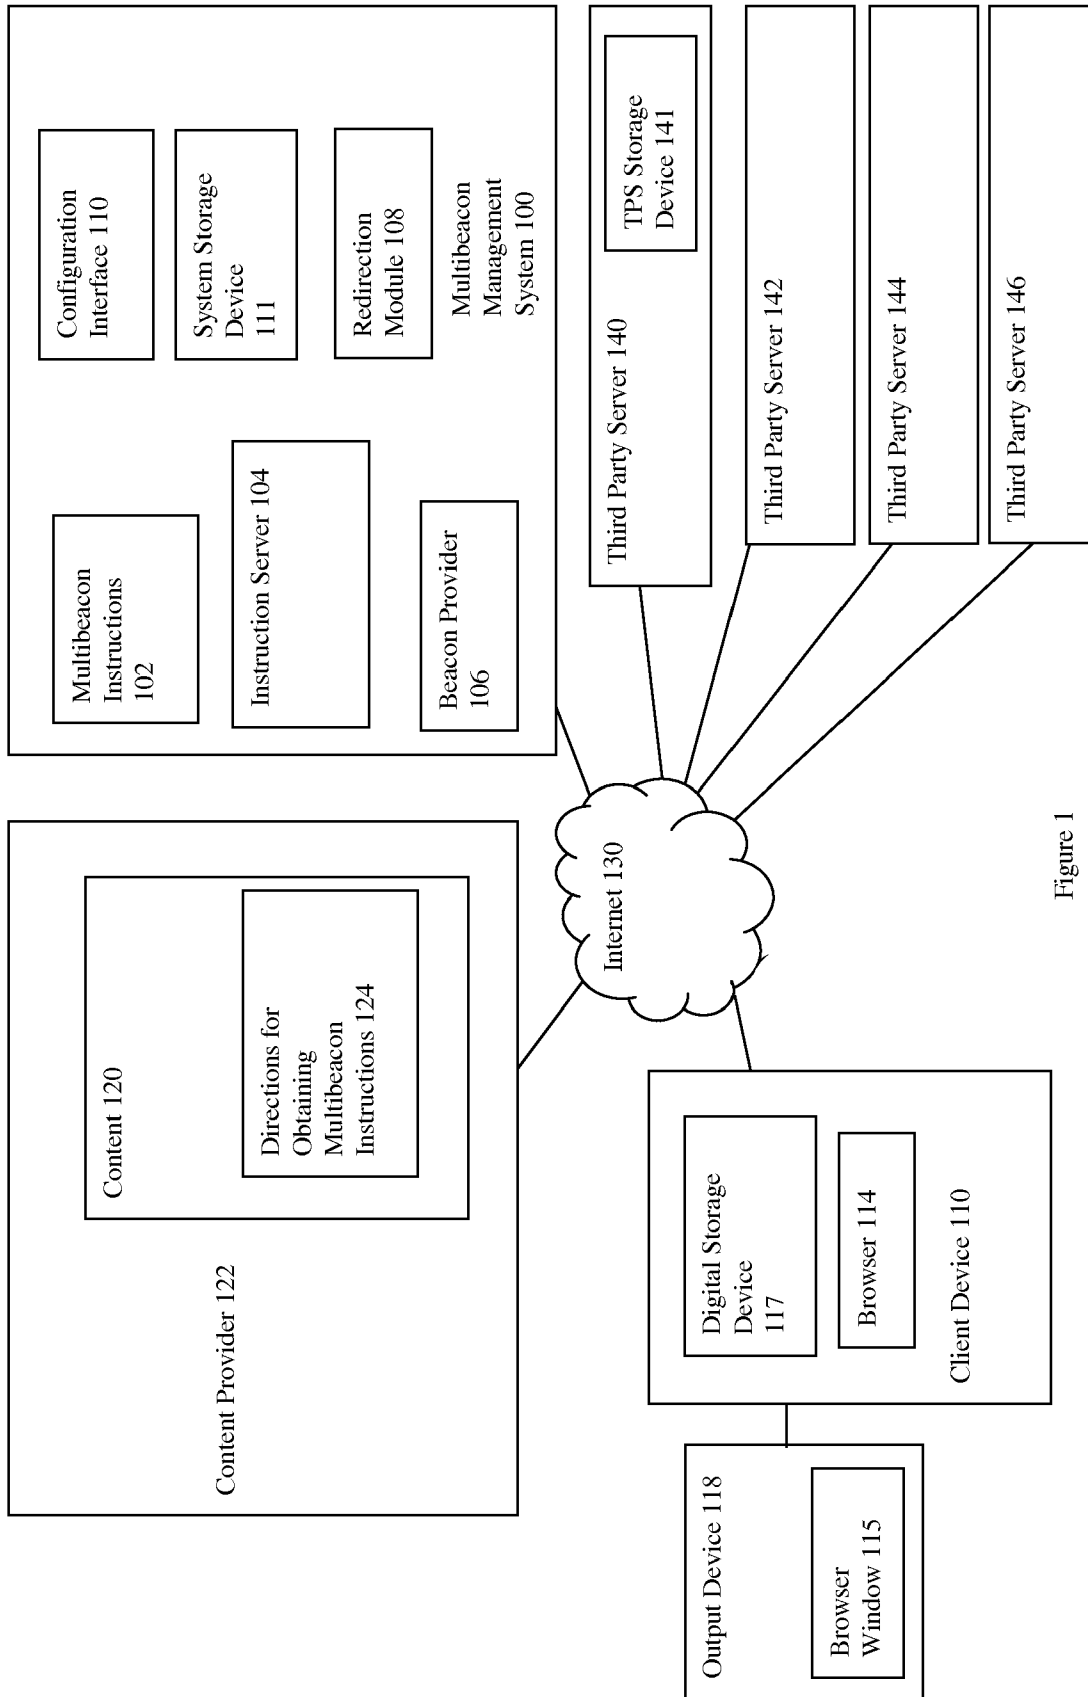 Content Provider 122
Content 120
Directions for
Obtaining
Multibeacon
Instructions 124
Multibeacon
Instructions
102
Configuration
Interface 110
Instruction Server 104
System Storage
Device
111
Beacon Provider
106
Redirection
Module 108
Multibeacon
Management
System 100
Internet 130
Output Device 118
Browser
Window 115
Digital Storage
Device
117
Browser 114
Client Device 110
Third Party Server 140
TPS Storage
Device 141
Third Party Server 142
Third Party Server 144
Third Party Server 146
Figure 1